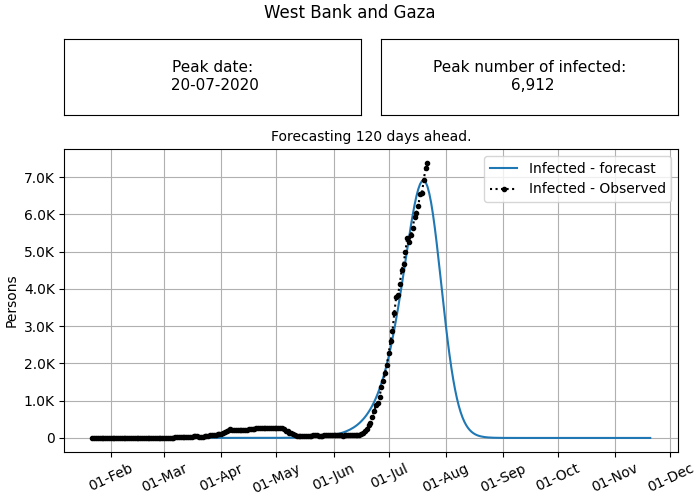 West Bank and Gaza
Peak date:
20-07-2020
Peak number of infected:
6,912
Forecasting 120 days ahead.
Infected - forecast
Infected - Observed
7.0K
6.0K
5.0K
4.0K
3.0K
2.0K
1.0K
0
Persons
01-Feb
01-Mar
01-Apr
01-May
01-Jun
01-Jul
01-Aug
01-Sep
01-Oct
01-Nov
01-Dec